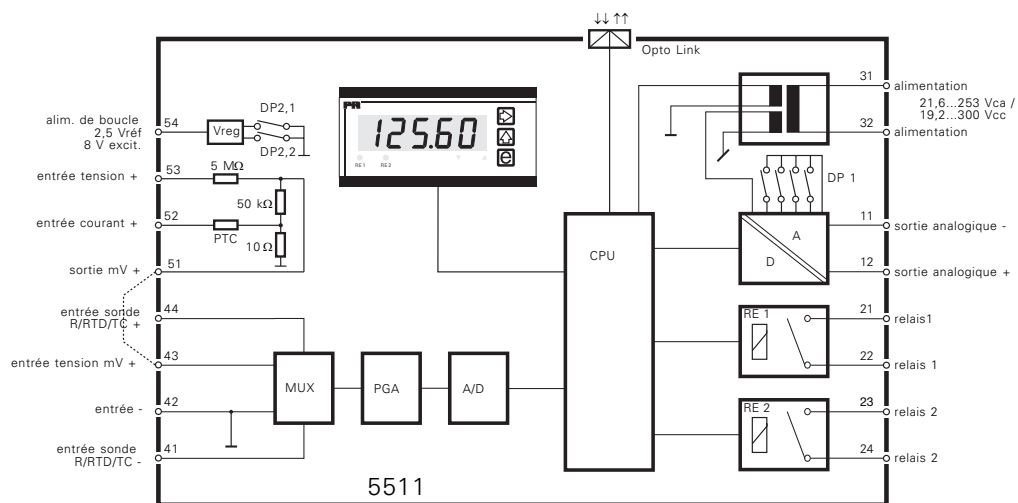 ↓↓ ↑↑
Opto Link
alim. de boucle
2,5 Vréf
8 V excit.
54
Vreg
DP2,1
DP2,2
PR
125.60
RE1 RE2
e
31
alimentation
21,6...253 Vca /
19,2...300 Vcc
32
alimentation
entrée tension +
53
5 MΩ
50 kΩ
entrée courant +
52
PTC
10 Ω
sortie mV +
51
DP 1
CPU
A
D
11
sortie analogique -
12
sortie analogique +
entrée sonde
R/RTD/TC +
44
entrée tension mV +
43
entrée -
42
entrée sonde
R/RTD/TC -
41
MUX
PGA
A/D
RE 1
21
relais1
22
relais 1
RE 2
23
relais 2
24
relais 2
5511